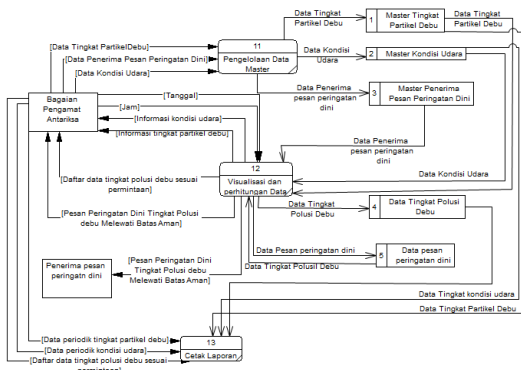 Data Tingkat
Partikel Debu
1
Master Tingkat
Partikel Debu
Data Tingkat
Partikel Debu
[Data Tingkat PartikelDebu]
[Data Penerima Pesan Peringatan Dini]
[Data Kondisi Udara]
11
Pengelolaan Data
Master
Data Kondisi
Udara
2
Master Kondisi Udara
Data Penerima
pesan peringatan
dini
3
Master Penerima
Pesan Peringatan Dini
Bagaian
Pengamat
Antariksa
[Tanggal]
[Jam]
[Informasi kondisi udara]
[Informasi tingkat partikel debu]
Data Penerima
pesan peringatan
dini
[Daftar data tingkat polusi debu sesuai
permintaan]
12
Visualisasi dan
perhitungan Data
Data Kondisi Udara
[Pesan Peringatan Dini Tingkat Polusi
debu Melewati Batas Aman]
Data Tingkat
Polusi Debu
4
Data Tingkat Polusi
Debu
Data Pesan peringatan dini
5
Data pesan
peringatan dini
Data Tingkat Polusil Debu
Penerima pesan
peringatn dini
[Pesan Peringatan Dini
Tingkat Polusi debu
Melewati Batas Aman]
Data Tingkat kondisi udara
Data Tingkat Partikel Debu
[Data periodik tingkat partikel debu]
[Data periodik kondisi udara]
[Daftar data tingkat polusi debu sesuai
permintaan]
13
Cetak Laporan